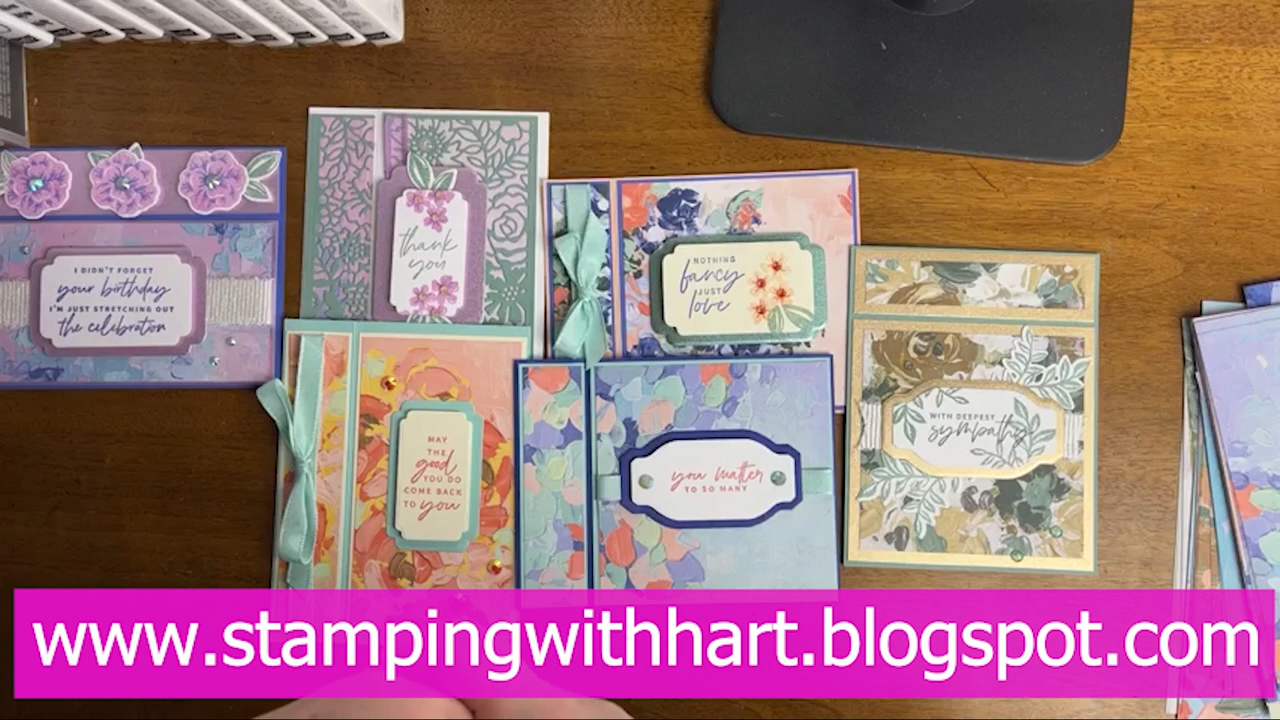 I DIDN'T FORGET
your birthday
I'M JUST STRETCHING OUT
the celebration
thank
you
NOTHING
fancy
JUST
love
MAY
THE
good
YOU DO
COME BACK
TO you
you matter
TO SO MANY
WITH DEEPEST
sympathy
www.stampingwithhart.blogspot.com